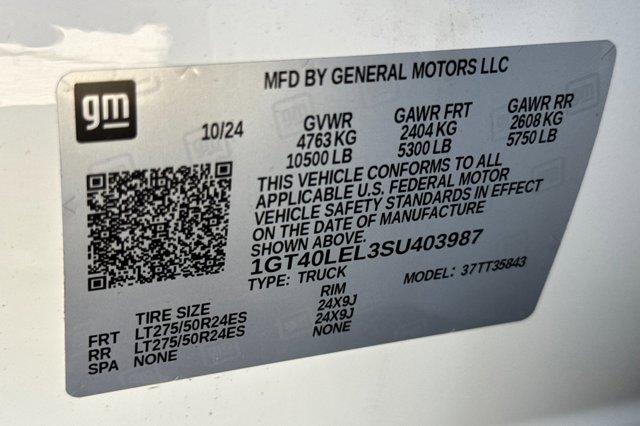 MFD BY GENERAL MOTORS LLC
gm
10/24
GVWR
4763 KG
10500 LB
GAWR FRT
2404 KG
5300 LB
GAWR RR
2608 KG
5750 LB
THIS VEHICLE CONFORMS TO ALL
APPLICABLE U.S. FEDERAL MOTOR
VEHICLE SAFETY STANDARDS IN EFFECT
ON THE DATE OF MANUFACTURE
SHOWN ABOVE.
1GT40LEL3SU403987
TYPE: TRUCK
MODEL: 37TT35843
TIRE SIZE
RIM
FRT LT275/50R24ES 24X9J
RR LT275/50R24ES 24X9J
SPA NONE NONE